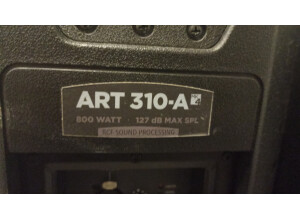 ART 310-A
800 WATT 127 dB MAX SPL
RCF SOUND PROCESSING